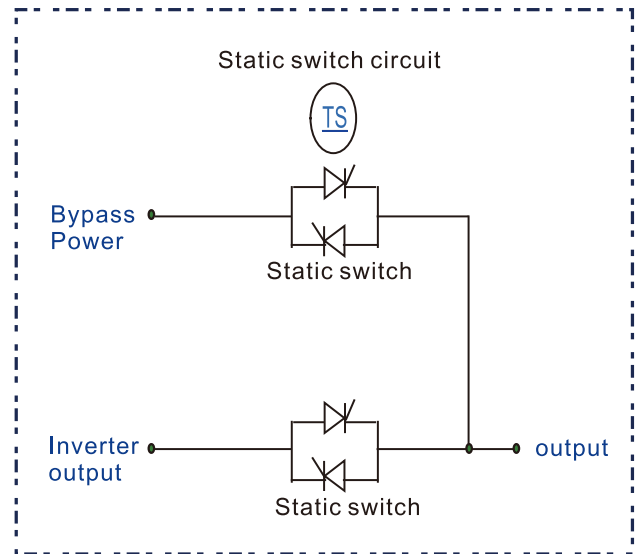 Static switch circuit
TS
Bypass
Power
Static switch
Inverter
output
output
Static switch